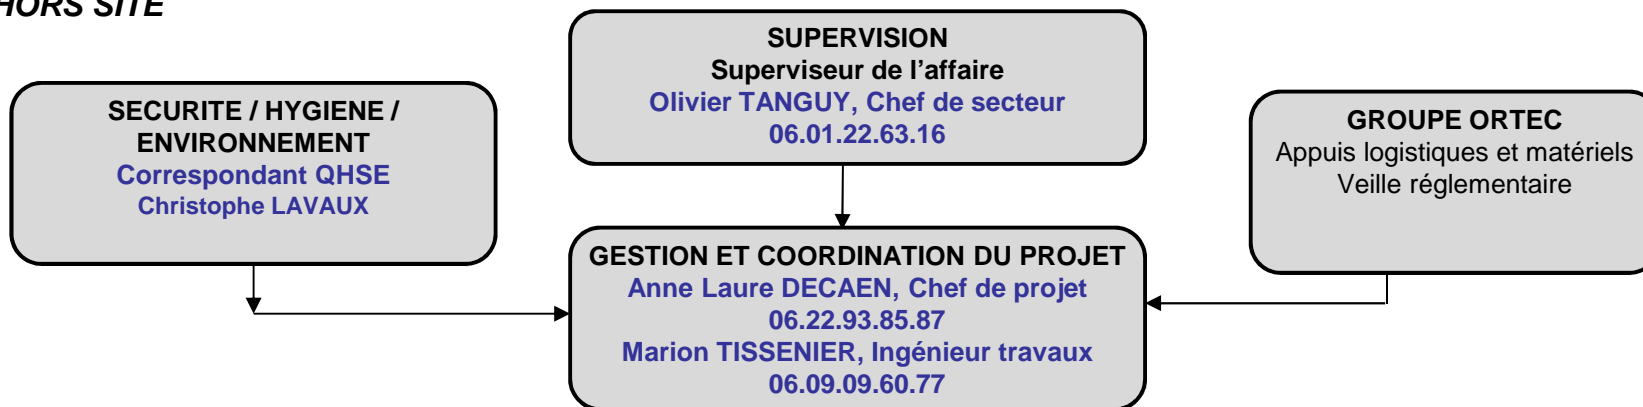 HORS SITE
SUPERVISION
Superviseur de l’affaire
Olivier TANGUY, Chef de secteur
06.01.22.63.16
SECURITE / HYGIENE /
ENVIRONNEMENT
Correspondant QHSE
Christophe LAVAUX
GROUPE ORTEC
Appuis logistiques et matériels
Veille réglementaire
GESTION ET COORDINATION DU PROJET
Anne Laure DECAEN, Chef de projet
06.22.93.85.87
Marion TISSENIER, Ingénieur travaux
06.09.09.60.77